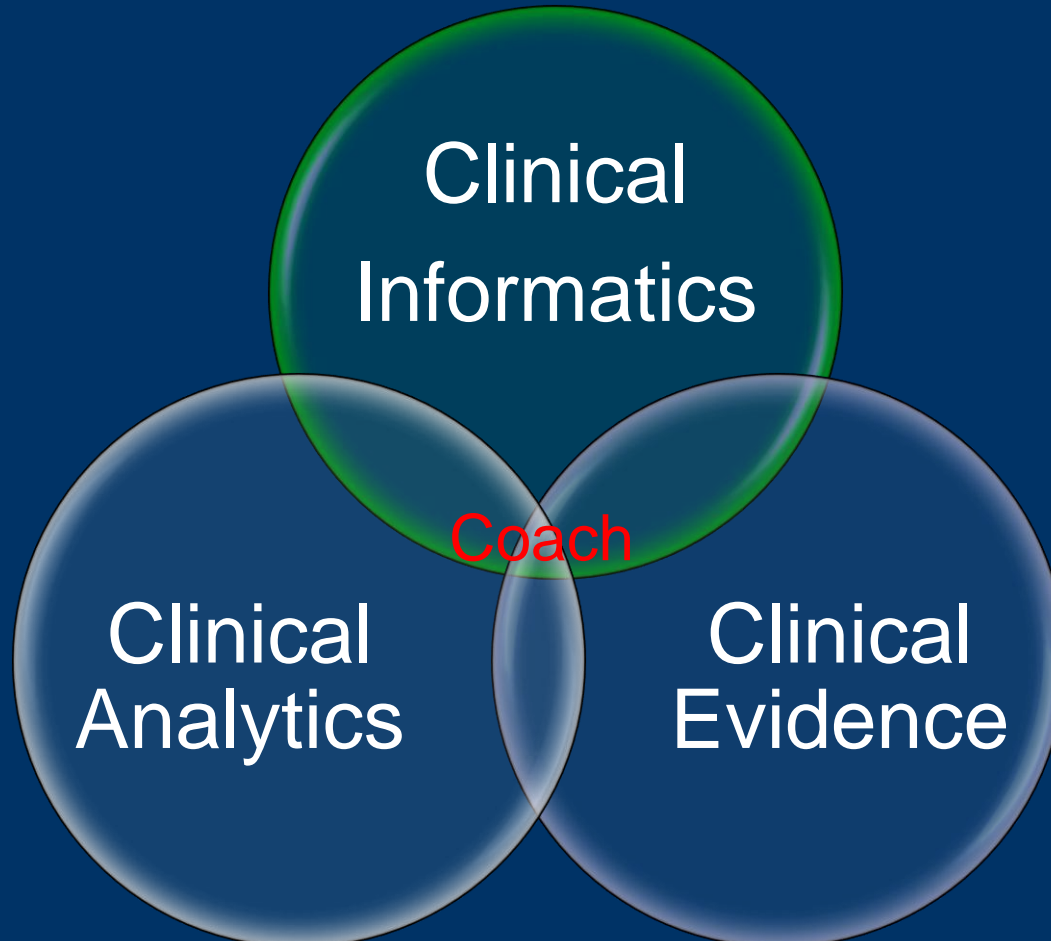 Clinical
Informatics
Coach
Clinical
Analytics
Clinical
Evidence